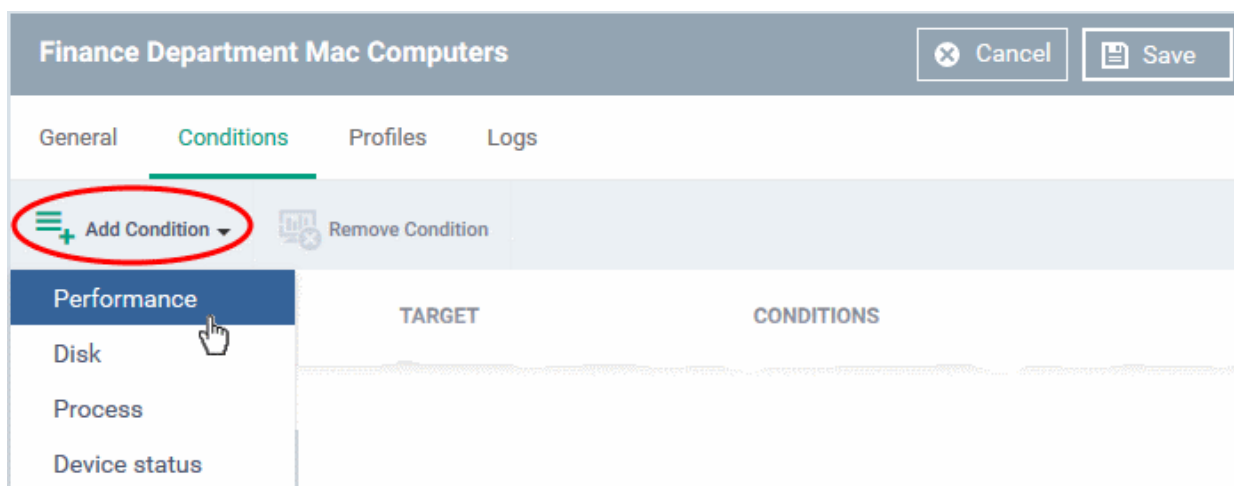 Finance Department Mac Computers
Cancel
Save
General Conditions Profiles Logs
Add Condition Remove Condition
Performance
TARGET CONDITIONS
Disk
Process
Device status